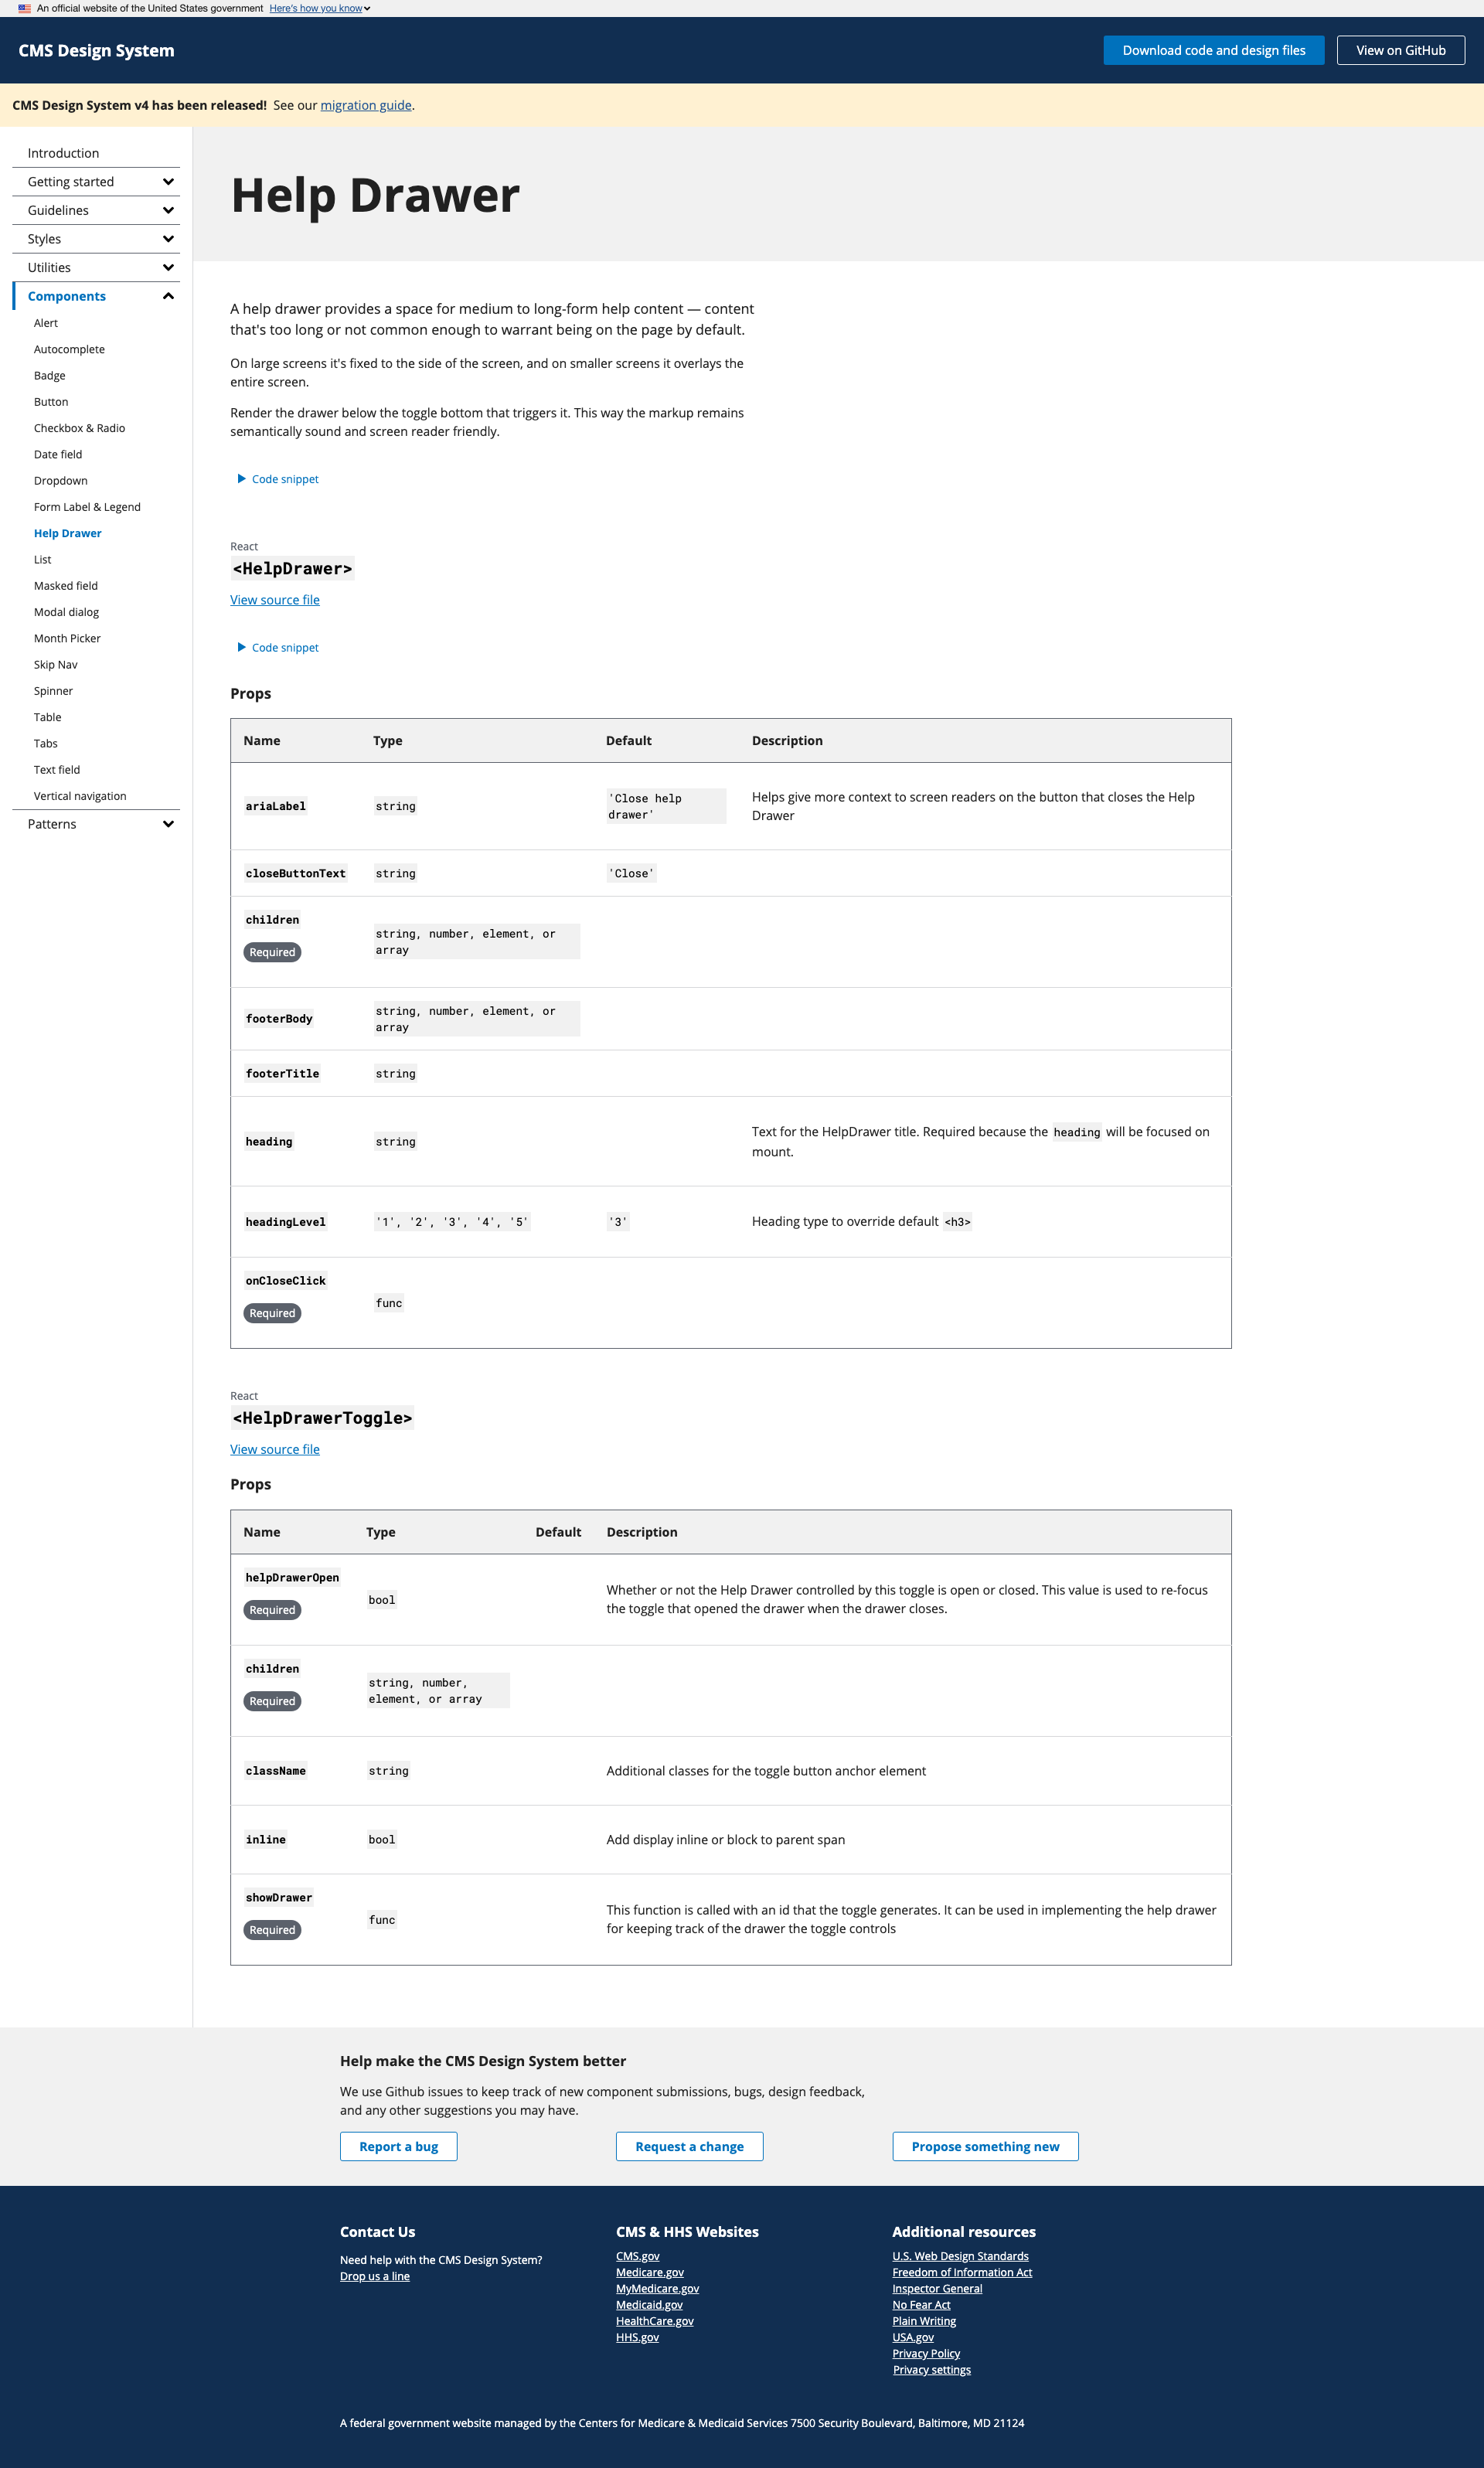 An official website of the United States government Here's how you know
CMS Design System
Download code and design files
View on GitHub
CMS Design System v4 has been released! See our migration guide.
Introduction
Getting started
Guidelines
Styles
Utilities
Components
Alert
Autocomplete
Badge
Button
Checkbox & Radio
Date field
Dropdown
Form Label & Legend
Help Drawer
List
Masked field
Modal dialog
Month Picker
Skip Nav
Spinner
Table
Tabs
Text field
Vertical navigation
Patterns
Help Drawer
A help drawer provides a space for medium to long-form help content — content
that's too long or not common enough to warrant being on the page by default.
On large screens it's fixed to the side of the screen, and on smaller screens it overlays the
entire screen.
Render the drawer below the toggle bottom that triggers it. This way the markup remains
semantically sound and screen reader friendly.
Code snippet
React
<HelpDrawer>
View source file
Code snippet
Props
Name Type Default Description
ariaLabel string 'Close help
drawer' Helps give more context to screen readers on the button that closes the Help
Drawer
closeButtonText string 'Close'
children
Required
string, number, element, or
array
footerBody string, number, element, or
array
footerTitle string
heading string Text for the HelpDrawer title. Required because the heading will be focused on
mount.
headingLevel '1', '2', '3', '4', '5' '3' Heading type to override default <h3>
onCloseClick
Required
func
React
<HelpDrawerToggle>
View source file
Props
Name Type Default Description
helpDrawerOpen
Required
bool
Whether or not the Help Drawer controlled by this toggle is open or closed. This value is used to re-focus
the toggle that opened the drawer when the drawer closes.
children
Required
string, number,
element, or array
className string Additional classes for the toggle button anchor element
inline bool Add display inline or block to parent span
showDrawer
Required
func
This function is called with an id that the toggle generates. It can be used in implementing the help drawer
for keeping track of the drawer the toggle controls
Help make the CMS Design System better
We use Github issues to keep track of new component submissions, bugs, design feedback,
and any other suggestions you may have.
Report a bug
Request a change
Propose something new
Contact Us
Need help with the CMS Design System?
Drop us a line
CMS & HHS Websites
CMS.gov
Medicare.gov
MyMedicare.gov
Medicaid.gov
HealthCare.gov
HHS.gov
Additional resources
U.S. Web Design Standards
Freedom of Information Act
Inspector General
No Fear Act
Plain Writing
USA.gov
Privacy Policy
Privacy settings
A federal government website managed by the Centers for Medicare & Medicaid Services 7500 Security Boulevard, Baltimore, MD 21124